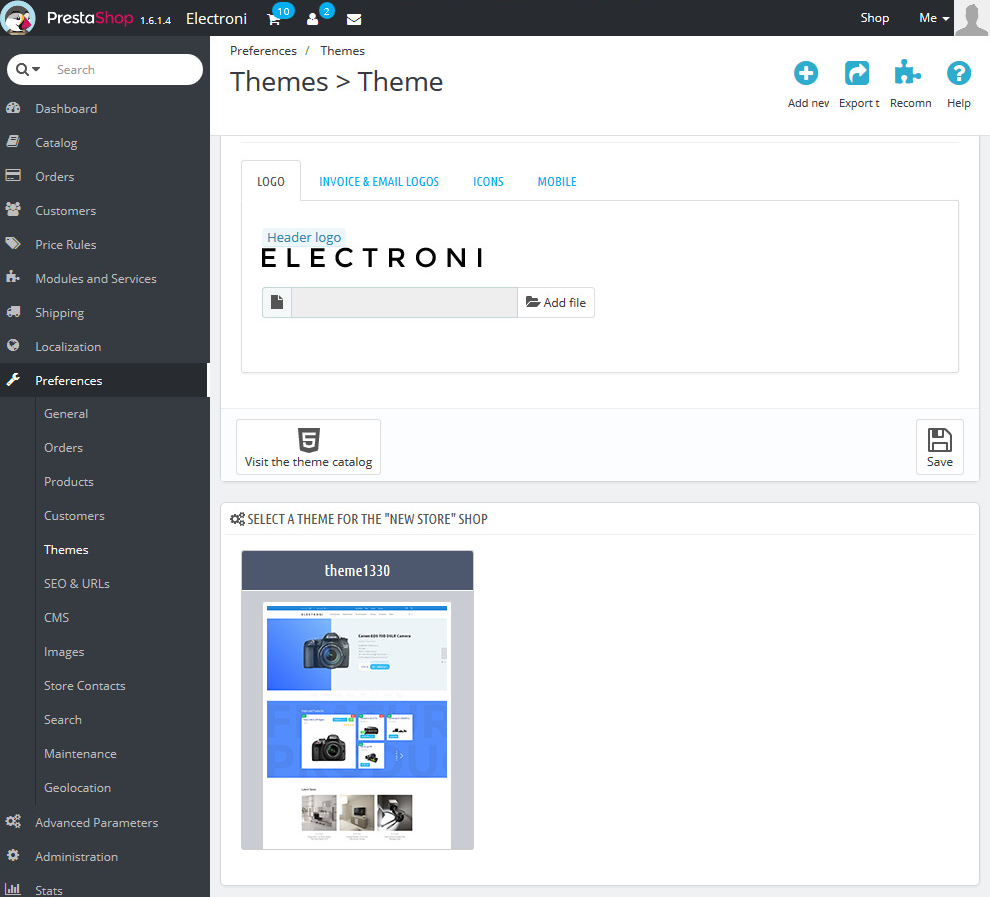 PrestaShop 1.6.1.4 Electroni 10 2 Shop Me
Search
Dashboard
Catalog
Orders
Customers
Price Rules
Modules and Services
Shipping
Localization
Preferences
General
Orders
Products
Customers
Themes
SEO & URLs
CMS
Images
Store Contacts
Search
Maintenance
Geolocation
Advanced Parameters
Administration
Stats
Preferences / Themes
Themes > Theme
Add new
Export t
Recomn
Help
LOGO INVOICE & EMAIL LOGOS ICONS MOBILE
Header logo
ELECTRONI
Add file
Visit the theme catalog
Save
SELECT A THEME FOR THE "NEW STORE" SHOP
theme1330
ELECTRONI
Canon EOS 70D DSLR Camera